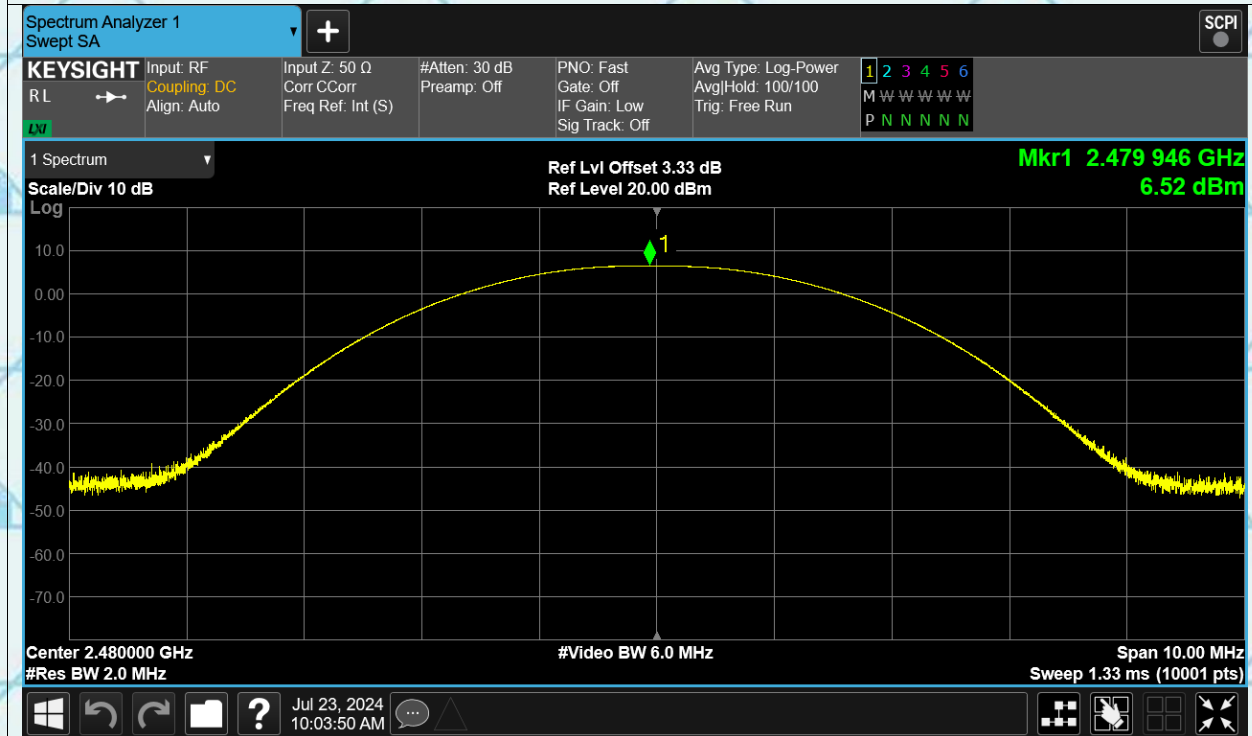 Spectrum Analyzer 1
Swept SA
SCPI
KEYSIGHT
RL
LXI
Input: RF
Coupling: DC
Align: Auto
Input Z: 50 Ω
Corr CCorr
Freq Ref: Int (S)
#Atten: 30 dB
Preamp: Off
PNO: Fast
Gate: Off
IF Gain: Low
Sig Track: Off
Avg Type: Log-Power
Avg|Hold: 100/100
Trig: Free Run
1 2 3 4 5 6
M W W W W W
P N N N N N
1 Spectrum
Scale/Div 10 dB
Log
Ref Lvl Offset 3.33 dB
Ref Level 20.00 dBm
Mkr1 2.479 946 GHz
6.52 dBm
1
10.0
0.00
-10.0
-20.0
-30.0
-40.0
-50.0
-60.0
-70.0
Center 2.480000 GHz
#Res BW 2.0 MHz
#Video BW 6.0 MHz
Span 10.00 MHz
Sweep 1.33 ms (10001 pts)
?
Jul 23, 2024
10:03:50 AM